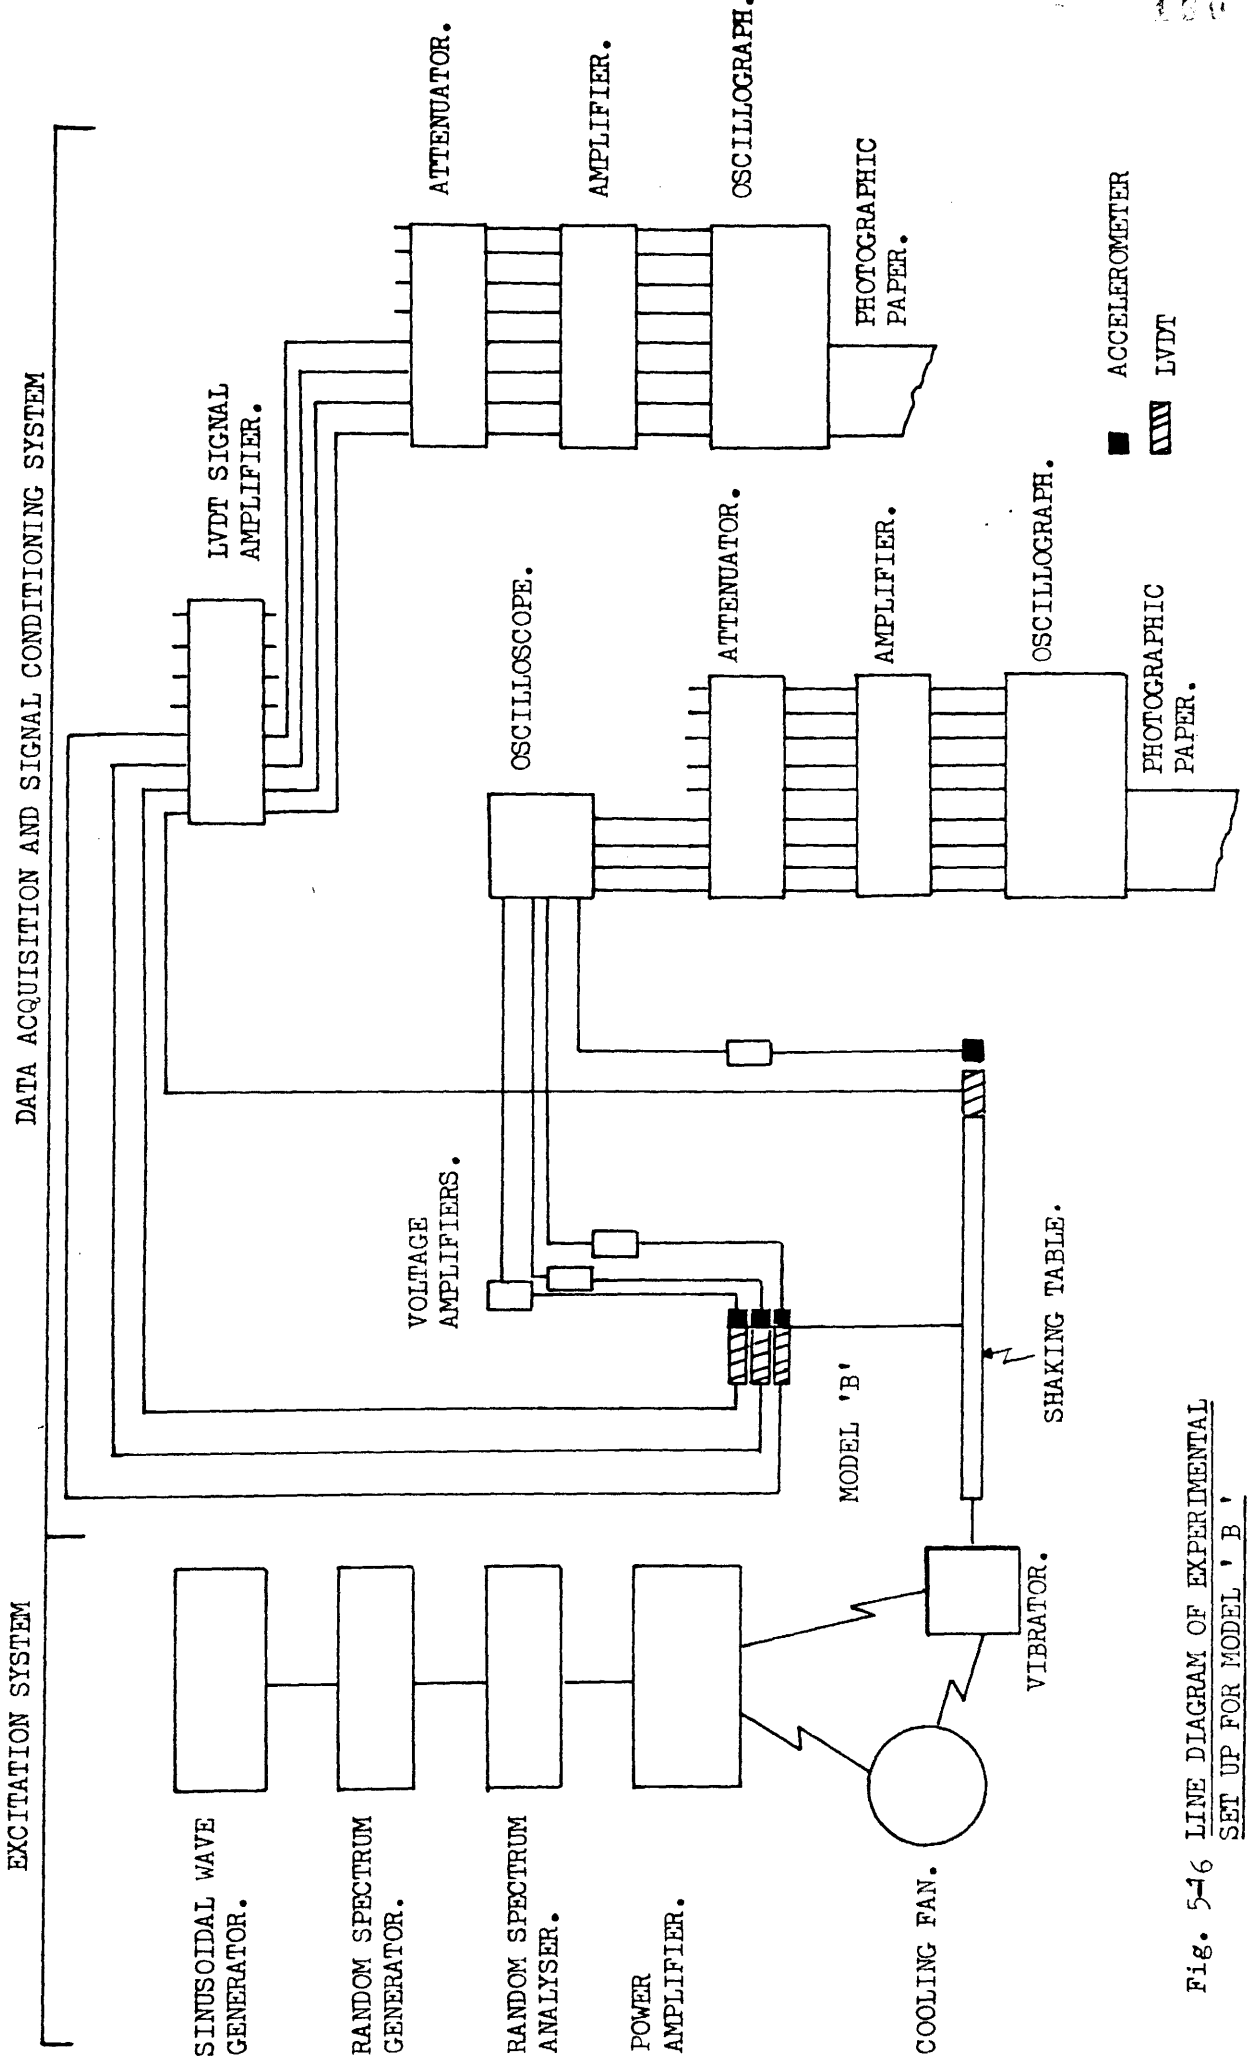 EXCITATION SYSTEM
DATA ACQUISITION AND SIGNAL CONDITIONING SYSTEM
SINUSOIDAL WAVE
GENERATOR.
RANDOM SPECTRUM
GENERATOR.
RANDOM SPECTRUM
ANALYSER.
POWER
AMPLIFIER.
COOLING FAN.
VIBRATOR.
SHAKING TABLE.
MODEL 'B'
VOLTAGE
AMPLIFIERS.
LVDT SIGNAL
AMPLIFIER.
OSCILLOSCOPE.
ATTENUATOR.
AMPLIFIER.
OSCILLOGRAPH.
PHOTOGRAPHIC
PAPER.
ATTENUATOR.
AMPLIFIER.
OSCILLOGRAPH.
PHOTOGRAPHIC
PAPER.
ACCELEROMETER
LVDT
Fig. 5-16 LINE DIAGRAM OF EXPERIMENTAL
SET UP FOR MODEL 'B'